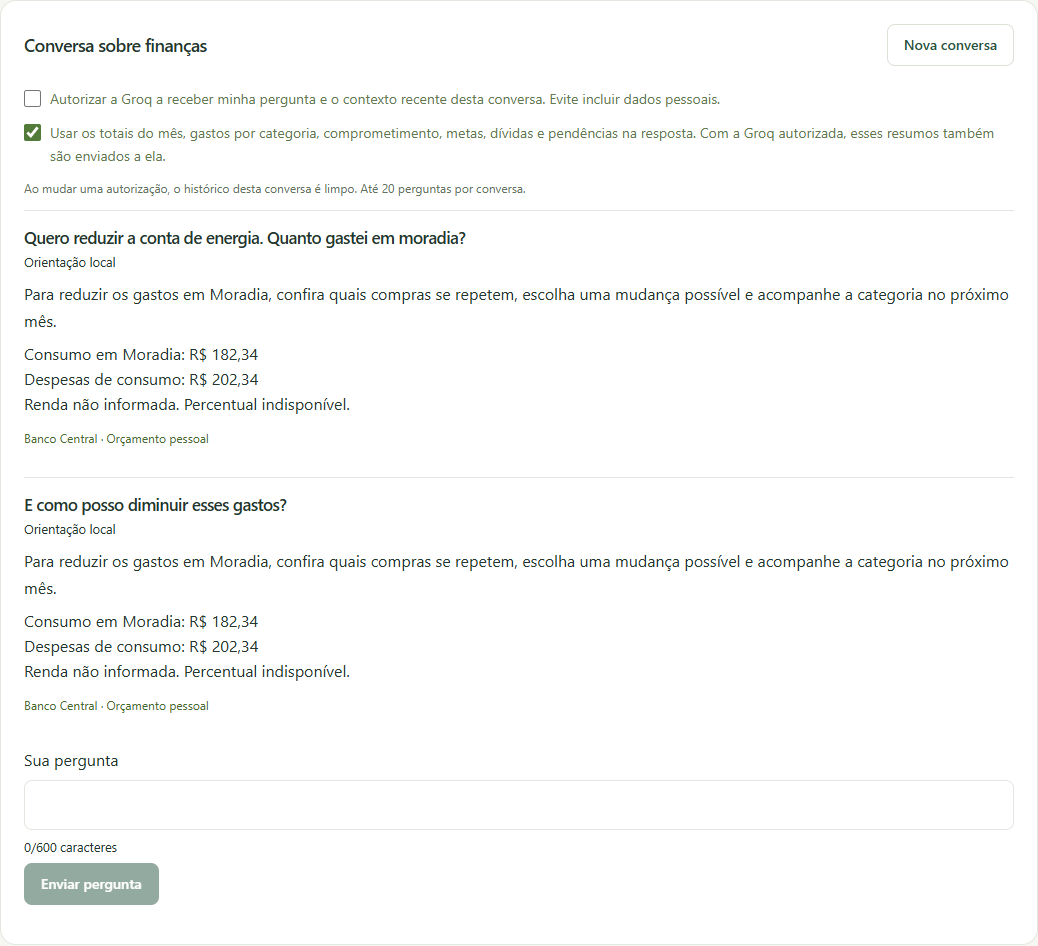 Conversa sobre finanças
Nova conversa
Autorizar a Groq a receber minha pergunta e o contexto recente desta conversa. Evite incluir dados pessoais.
Usar os totais do mês, gastos por categoria, comprometimento, metas, dívidas e pendências na resposta. Com a Groq autorizada, esses resumos também
são enviados a ela.
Ao mudar uma autorização, o histórico desta conversa é limpo. Até 20 perguntas por conversa.
Quero reduzir a conta de energia. Quanto gastei em moradia?
Orientação local
Para reduzir os gastos em Moradia, confira quais compras se repetem, escolha uma mudança possível e acompanhe a categoria no próximo
mês.
Consumo em Moradia: R$ 182,34
Despesas de consumo: R$ 202,34
Renda não informada. Percentual indisponível.
Banco Central · Orçamento pessoal
E como posso diminuir esses gastos?
Orientação local
Para reduzir os gastos em Moradia, confira quais compras se repetem, escolha uma mudança possível e acompanhe a categoria no próximo
mês.
Consumo em Moradia: R$ 182,34
Despesas de consumo: R$ 202,34
Renda não informada. Percentual indisponível.
Banco Central · Orçamento pessoal
Sua pergunta
0/600 caracteres
Enviar pergunta